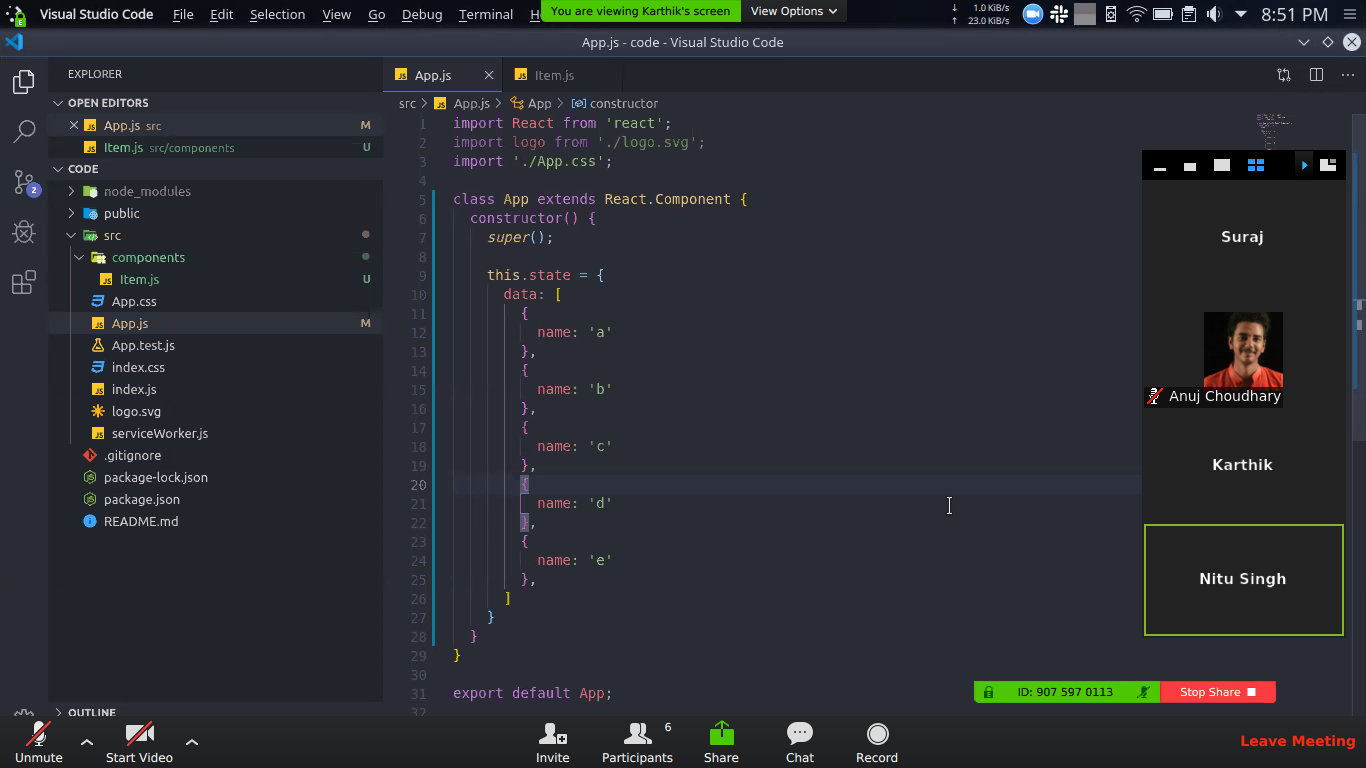 Visual Studio Code File Edit Selection View Go Debug Terminal
You are viewing Karthik's screen View Options
1.0 KiB/s
23.0 KiB/s
8:51 PM
App.js - code - Visual Studio Code
EXPLORER
OPEN EDITORS
App.js src M
Item.js src/components U
CODE
node_modules
public
src
components
Item.js U
App.css
App.js M
App.test.js
index.css
index.js
logo.svg
serviceWorker.js
.gitignore
package-lock.json
package.json
README.md
OUTLINE
2
App.js Item.js
src > App.js > App > constructor
1 import React from 'react';
2 import logo from './logo.svg';
3 import './App.css';
4
5 class App extends React.Component {
6 constructor() {
7 super();
8
9 this.state = {
10 data: [
11 {
12 name: 'a'
13 },
14 {
15 name: 'b'
16 },
17 {
18 name: 'c'
19 },
20 {
21 name: 'd'
22 },
23 {
24 name: 'e'
25 },
26 ]
27 }
28 }
29 }
30
31 export default App;
32
Suraj
Anuj Choudhary
Karthik
Nitu Singh
ID: 907 597 0113 Stop Share
Unmute Start Video Invite Participants 6 Share Chat Record Leave Meeting